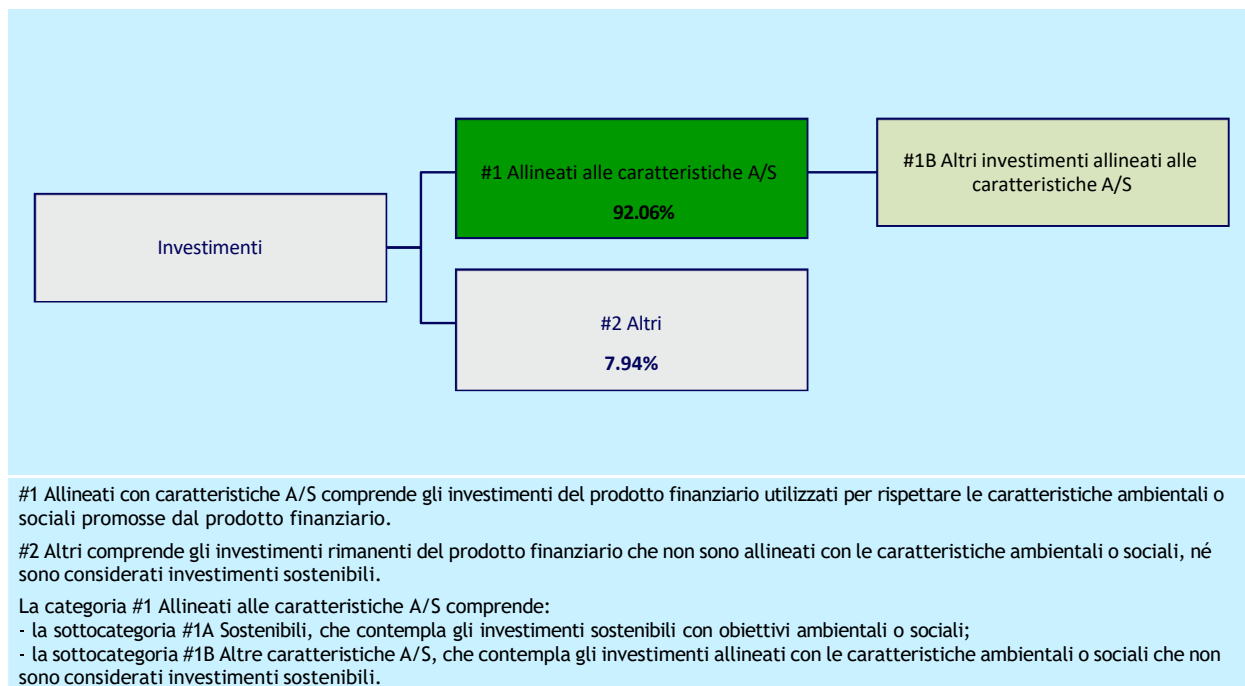 Investimenti
#1 Allineati alle caratteristiche A/S
92.06%
#1B Altri investimenti allineati alle
caratteristiche A/S
#2 Altri
7.94%
#1 Allineati con caratteristiche A/S comprende gli investimenti del prodotto finanziario utilizzati per rispettare le caratteristiche ambientali o
sociali promosse dal prodotto finanziario.
#2 Altri comprende gli investimenti rimanenti del prodotto finanziario che non sono allineati con le caratteristiche ambientali o sociali, né
sono considerati investimenti sostenibili.
La categoria #1 Allineati alle caratteristiche A/S comprende:
- la sottocategoria #1A Sostenibili, che contempla gli investimenti sostenibili con obiettivi ambientali o sociali;
- la sottocategoria #1B Altre caratteristiche A/S, che contempla gli investimenti allineati con le caratteristiche ambientali o sociali che non
sono considerati investimenti sostenibili.